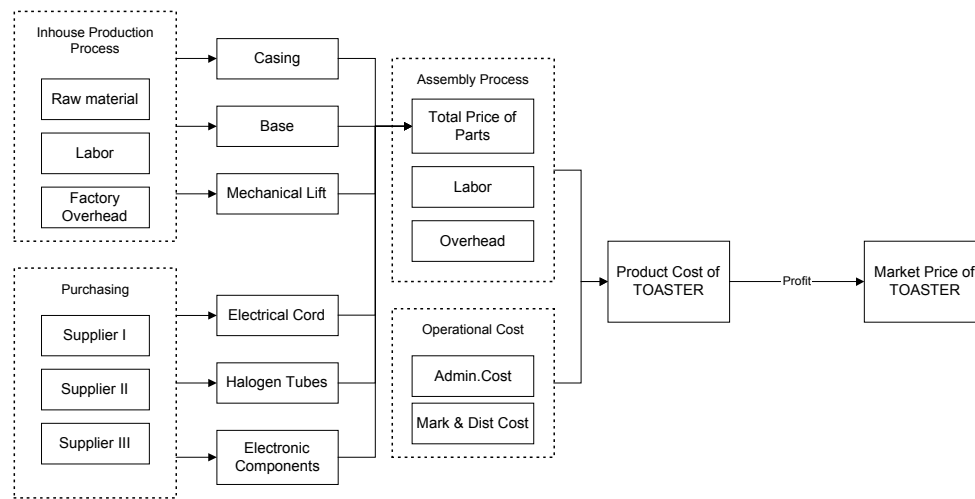 Inhouse Production
Process
Raw material
Labor
Factory
Overhead
Purchasing
Supplier I
Supplier II
Supplier III
Casing
Base
Mechanical Lift
Electrical Cord
Halogen Tubes
Electronic
Components
Assembly Process
Total Price of
Parts
Labor
Overhead
Operational Cost
Admin.Cost
Mark & Dist Cost
Product Cost of
TOASTER
Profit
Market Price of
TOASTER